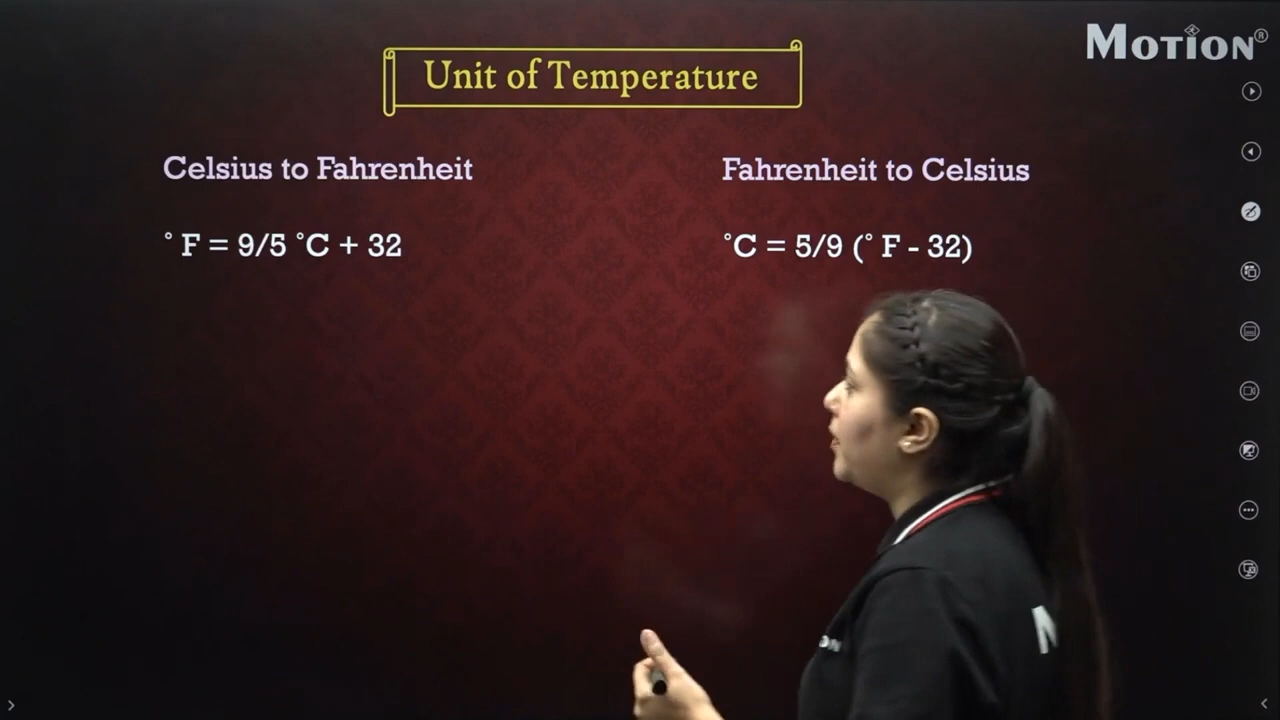 MOTION®
Unit of Temperature
Celsius to Fahrenheit
° F = 9/5 °C + 32
Fahrenheit to Celsius
°C = 5/9 (° F - 32)